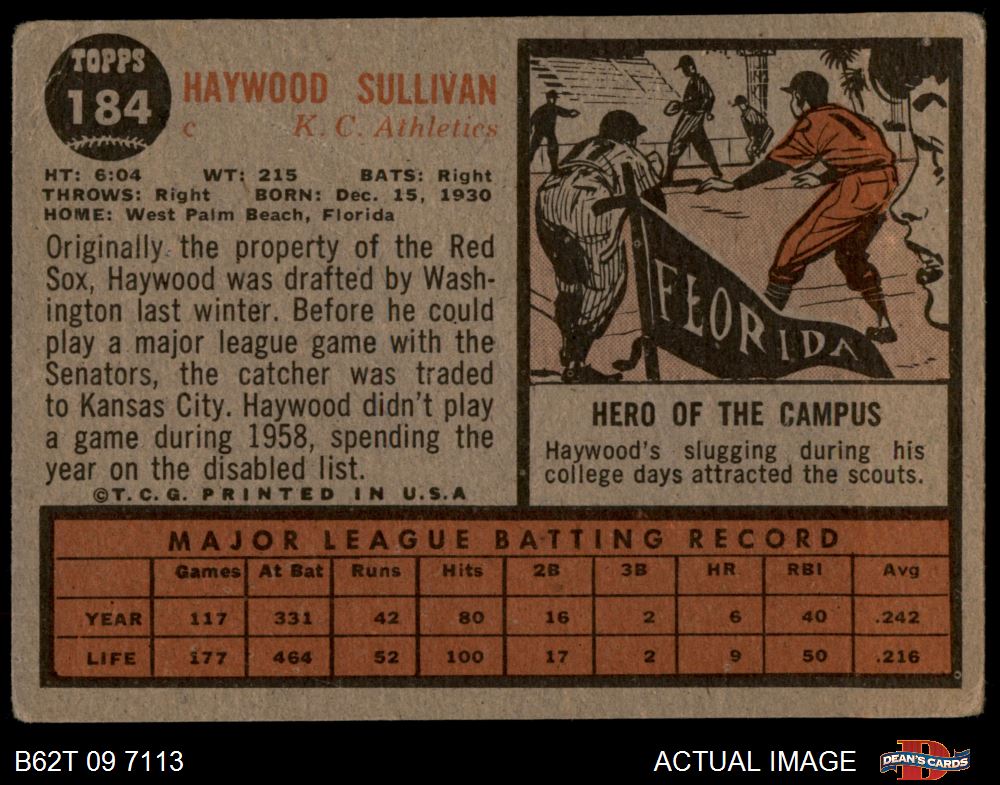 TOPPS
184
HAYWOOD SULLIVAN
C K. C. Athletics
HT: 6:04 WT: 215 BATS: Right
THROWS: Right BORN: Dec. 15, 1930
HOME: West Palm Beach, Florida
Originally the property of the Red
Sox, Haywood was drafted by Wash-
ington last winter. Before he could
play a major league game with the
Senators, the catcher was traded
to Kansas City. Haywood didn't play
a game during 1958, spending the
year on the disabled list.
©T.C.G. PRINTED IN U.S.A
FLORIDA
HERO OF THE CAMPUS
Haywood's slugging during his
college days attracted the scouts.
MAJOR LEAGUE BATTING RECORD
Games At Bat Runs Hits 2B 3B HR RBI Avg
YEAR 117 331 42 80 16 2 6 40 .242
LIFE 177 464 52 100 17 2 9 50 .216
B62T 09 7113
ACTUAL IMAGE
D
DEAN'S CARDS